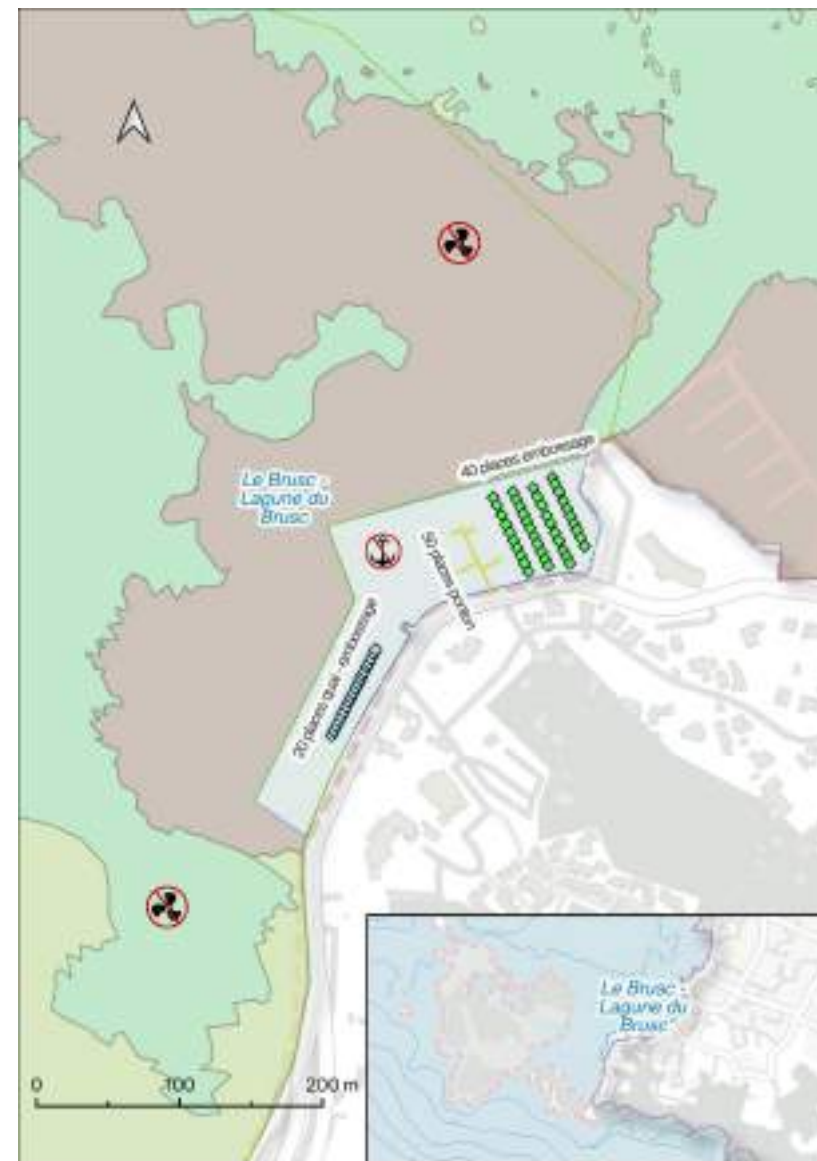 40 places embossage
Le Brusc -
Lagune du
Brusc
50 places ponton
20 places quai - embossage
Le Brusc -
Lagune du
Brusc
0 100 200 m